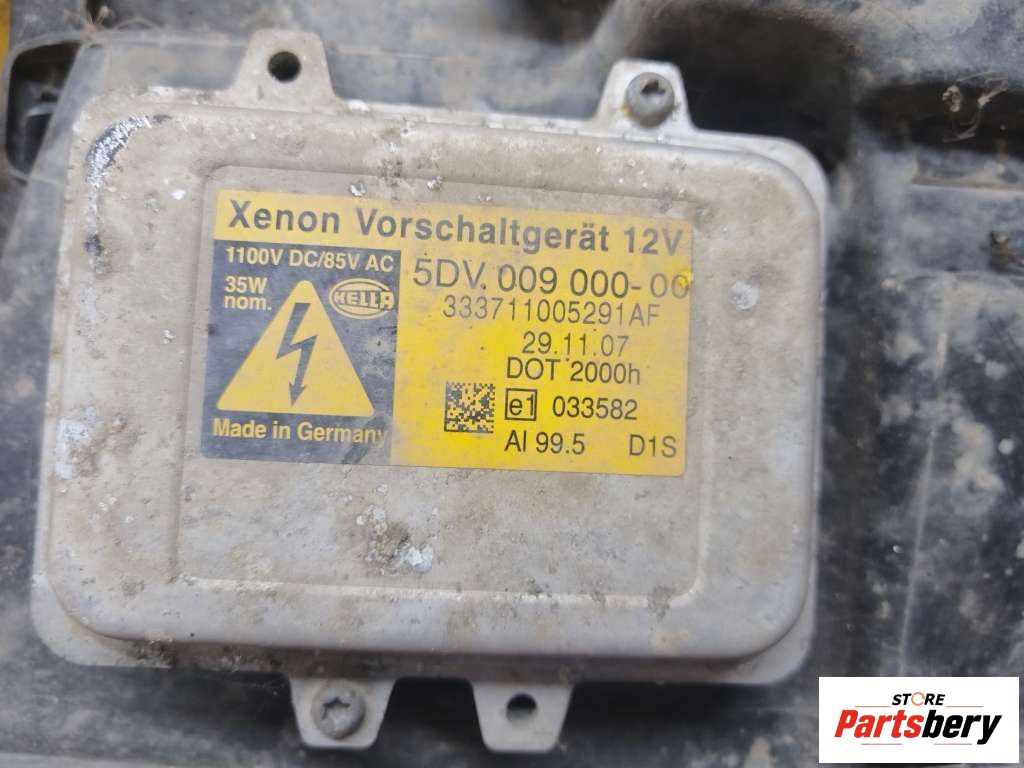 Xenon Vorschaltgerät 12V
1100V DC/85V AC
35W
nom.
HELLA
Made in Germany
5DV. 009 000-00
333711005291AF
29.11.07
DOT 2000h
e1 033582
Al 99.5 D1S
STORE
Partsbery